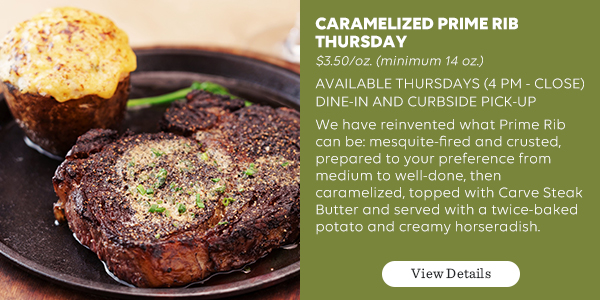 CARAMELIZED PRIME RIB
THURSDAY
$3.50/oz. (minimum 14 oz.)
AVAILABLE THURSDAYS (4 PM - CLOSE)
DINE-IN AND CURBSIDE PICK-UP
We have reinvented what Prime Rib
can be: mesquite-fired and crusted,
prepared to your preference from
medium to well-done, then
caramelized, topped with Carve Steak
Butter and served with a twice-baked
potato and creamy horseradish.
View Details